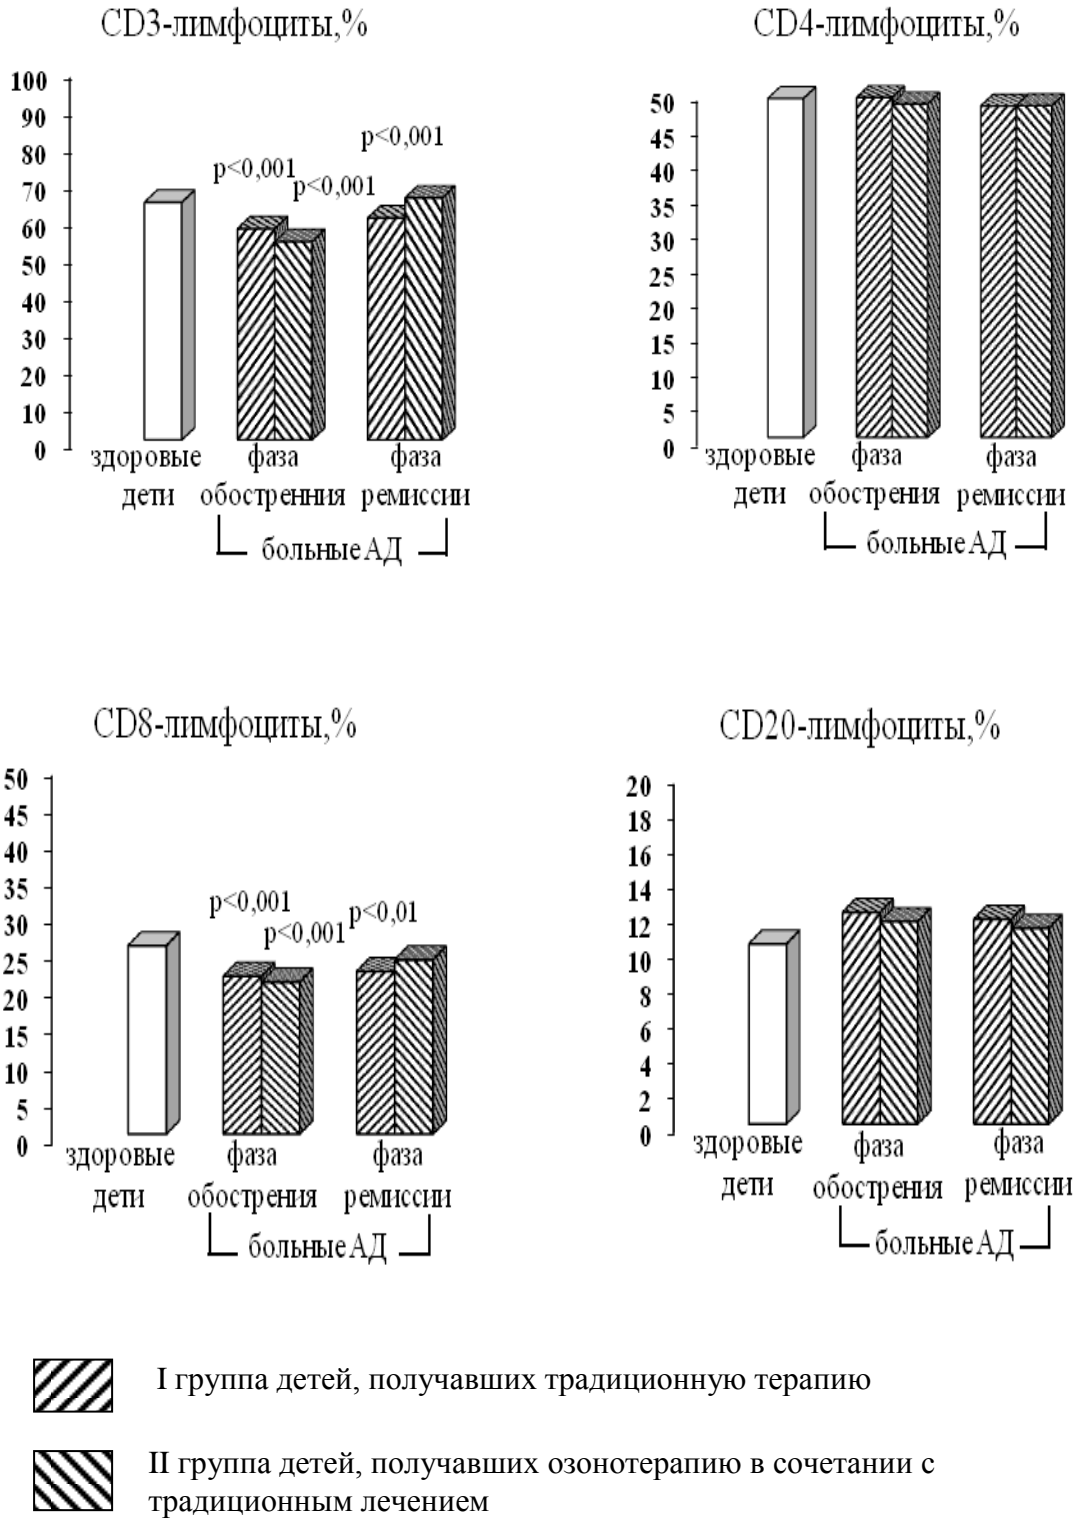 CD3-лимфоциты,%
100
90
80
70
60
50
40
30
20
10
0
p<0,001
p<0,001
p<0,001
здоровые
дети
фаза
обостренния
фаза
ремиссии
больные АД
CD4-лимфоциты,%
50
45
40
35
30
25
20
15
10
5
0
здоровые
дети
фаза
обострения
фаза
ремиссии
больные АД
CD8-лимфоциты,%
50
45
40
35
30
25
20
15
10
5
0
p<0,001
p<0,001
p<0,01
здоровые
дети
фаза
обострения
фаза
ремиссии
больные АД
CD20-лимфоциты,%
20
18
16
14
12
10
8
6
4
2
0
здоровые
дети
фаза
обострения
фаза
ремиссии
больные АД
I группа детей, получавших традиционную терапию
II группа детей, получавших озонотерапию в сочетании с
традиционным лечением